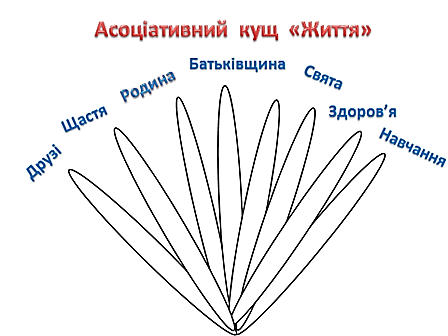 Асоціативний кущ «Життя»
Друзі
Щастя
Родина
Батьківщина
Свята
Здоров’я
Навчання